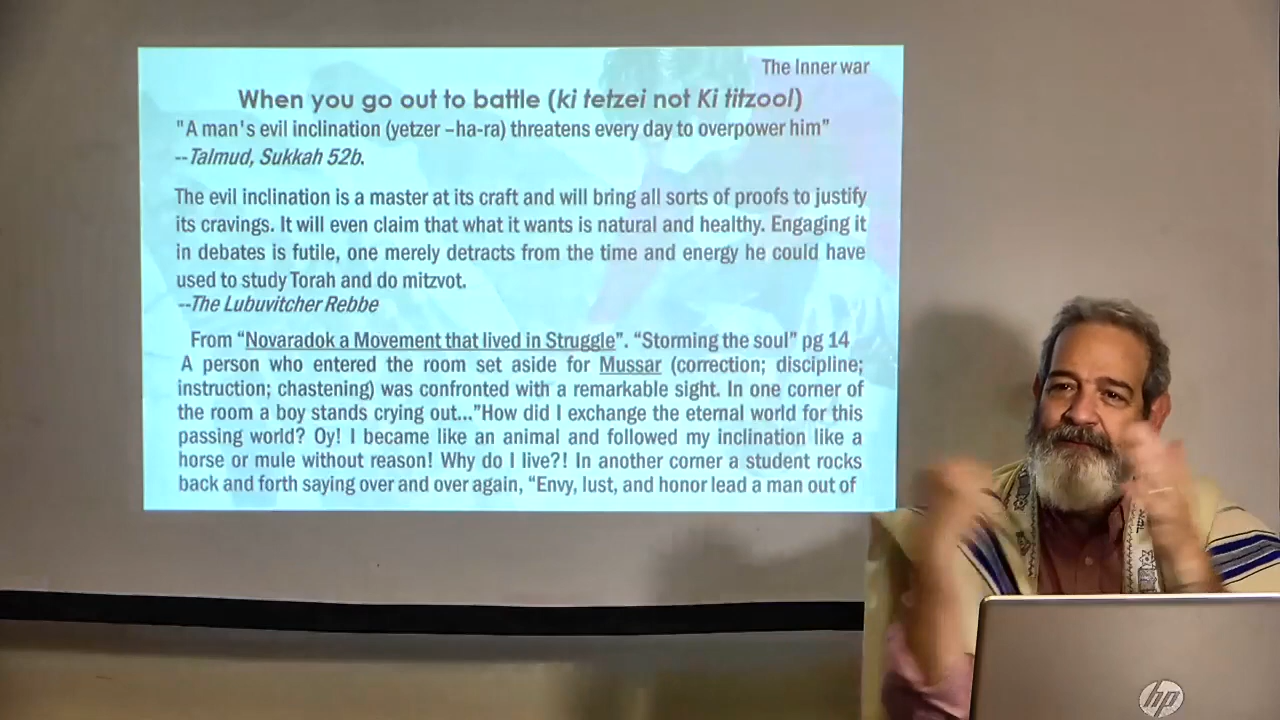 The Inner war
When you go out to battle (ki tetzei not Ki titzool)
"A man's evil inclination (yetzer –ha-ra) threatens every day to overpower him”
--Talmud, Sukkah 52b.
The evil inclination is a master at its craft and will bring all sorts of proofs to justify
its cravings. It will even claim that what it wants is natural and healthy. Engaging it
in debates is futile, one merely detracts from the time and energy he could have
used to study Torah and do mitzvot.
--The Lubuvitcher Rebbe
From “Novaradok a Movement that lived in Struggle”. “Storming the soul” pg 14
A person who entered the room set aside for Mussar (correction; discipline;
instruction; chastening) was confronted with a remarkable sight. In one corner of
the room a boy stands crying out...”How did I exchange the eternal world for this
passing world? Oy! I became like an animal and followed my inclination like a
horse or mule without reason! Why do I live?! In another corner a student rocks
back and forth saying over and over again, “Envy, lust, and honor lead a man out of
hp